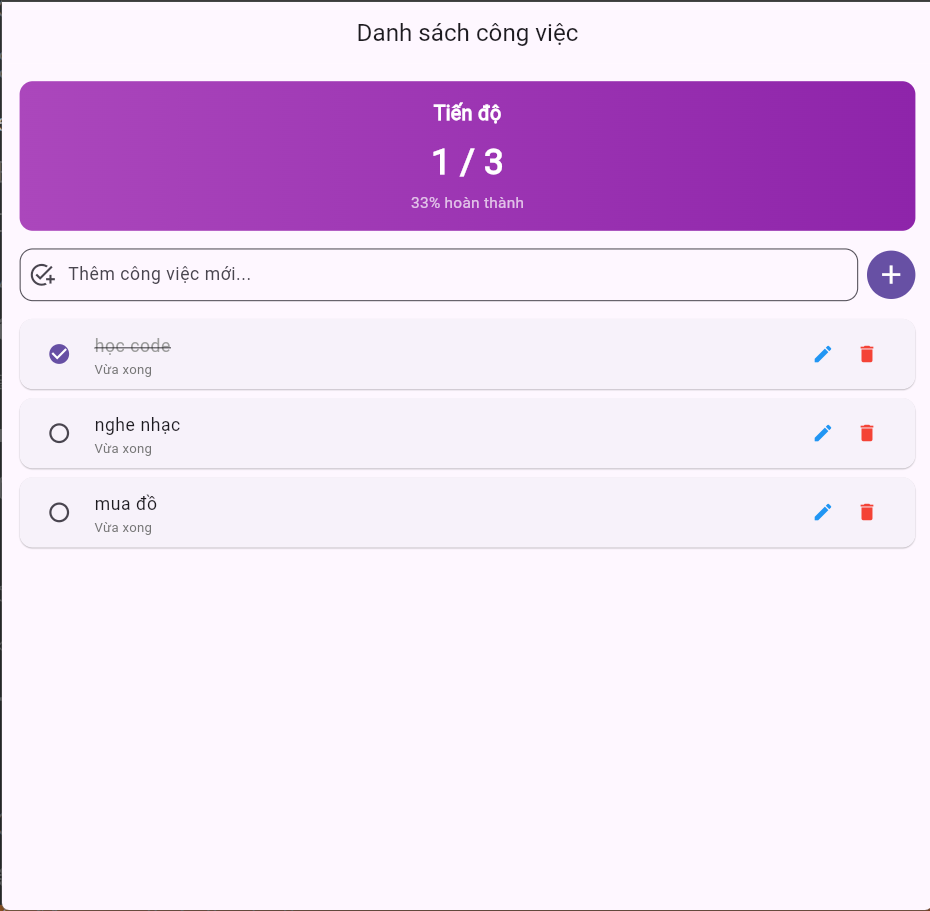 Danh sách công việc
Tiến độ
1 / 3
33% hoàn thành
Thêm công việc mới...
học code
Vừa xong
nghe nhạc
Vừa xong
mua đồ
Vừa xong